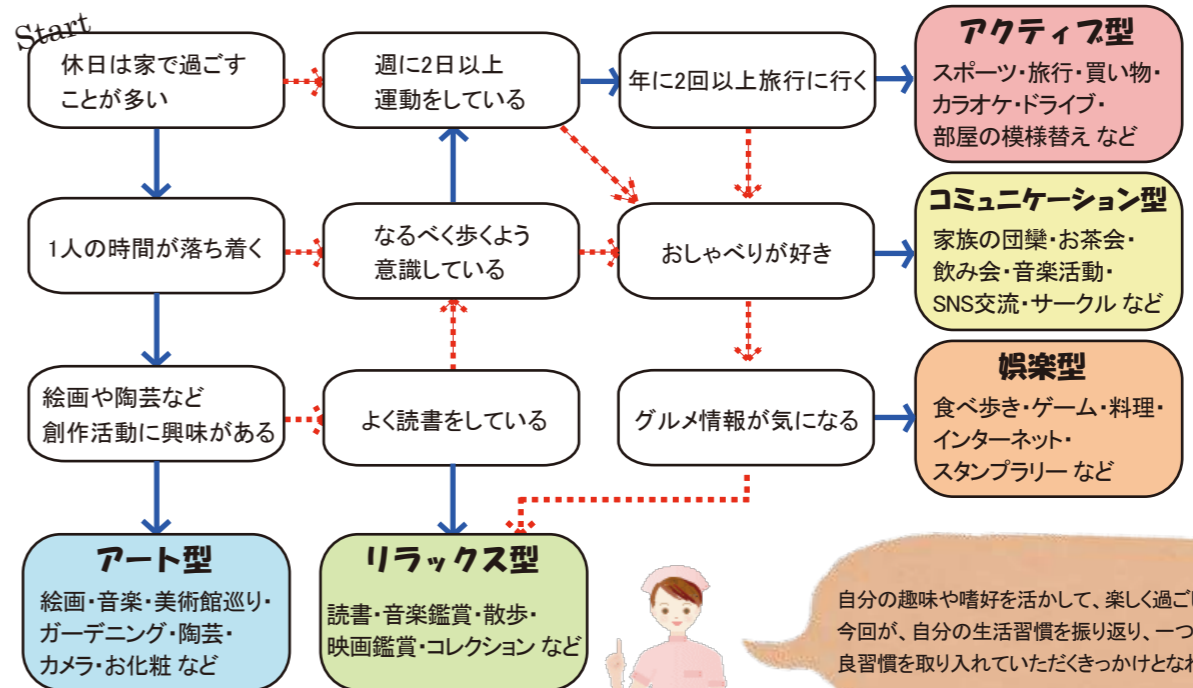 Start
休日は家で過ごす
ことが多い
週に2日以上
運動をしている
年に2回以上旅行に行く
アクティブ型
スポーツ・旅行・買い物・
カラオケ・ドライブ・
部屋の模様替え など
1人の時間が落ち着く
なるべく歩くよう
意識している
おしゃべりが好き
コミュニケーション型
家族の団欒・お茶会・
飲み会・音楽活動・
SNS交流・サークル など
絵画や陶芸など
創作活動に興味がある
よく読書をしている
グルメ情報が気になる
娯楽型
食べ歩き・ゲーム・料理・
インターネット・
スタンプラリー など
アート型
絵画・音楽・美術館巡り・
ガーデニング・陶芸・
カメラ・お化粧 など
リラックス型
読書・音楽鑑賞・散歩・
映画鑑賞・コレクション など
自分の趣味や嗜好を活かして、楽しく過ごし
今回が、自分の生活習慣を振り返り、一つ
良習慣を取り入れていただくきっかけとなれ